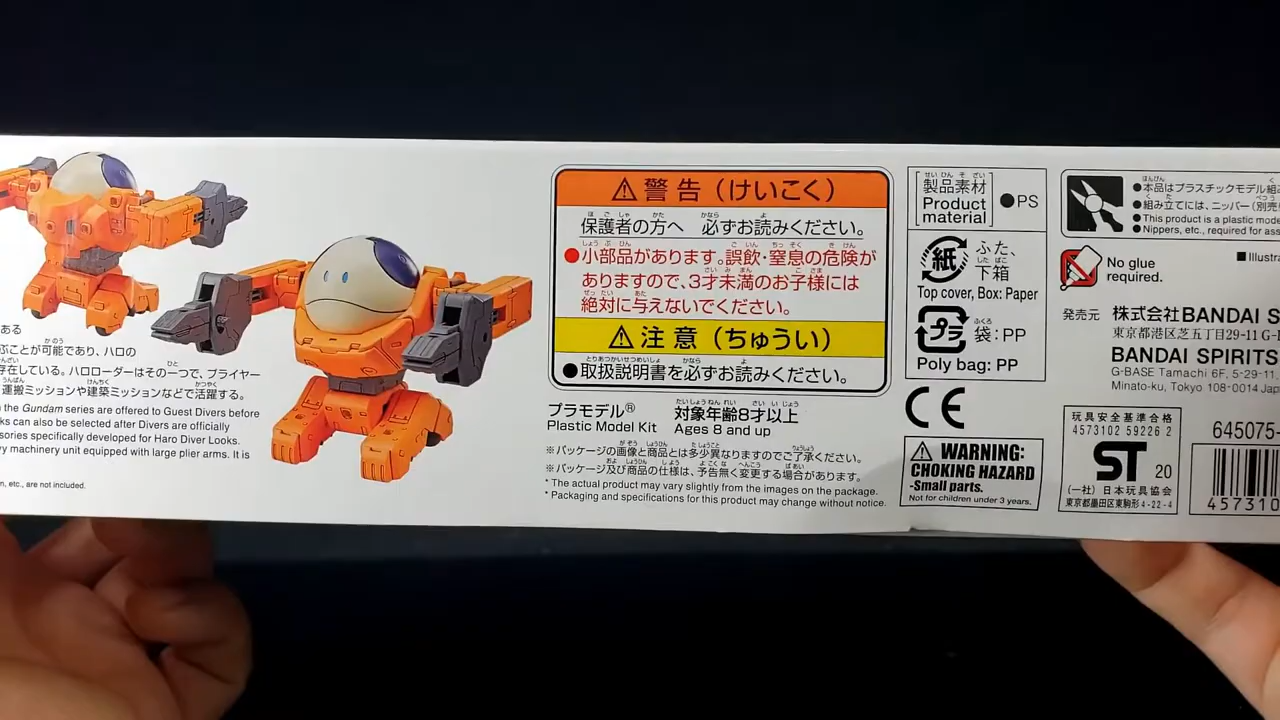 ある
ぶことが可能であり、ハロの
存在している。ハロローダーはその一つで、プライヤー
運搬ミッションや建築ミッションなどで活躍する。
the Gundam series are offered to Guest Divers before
ks can also be selected after Divers are officially
sories specifically developed for Haro Diver Looks.
y machinery unit equipped with large plier arms. It is
etc., are not included.
⚠警告(けいこく)
保護者の方へ 必ずお読みください。
●小部品があります。誤飲・窒息の危険が
ありますので、3才未満のお子様には
絶対に与えないでください。
⚠注意(ちゅうい)
●取扱説明書を必ずお読みください。
プラモデル® 対象年齢8才以上
Plastic Model Kit Ages 8 and up
※パッケージの画像と商品とは多少異なりますのでご了承ください。
※パッケージ及び商品の仕様は、予告無く変更する場合があります。
* The actual product may vary slightly from the images on the package.
* Packaging and specifications for this product may change without notice.
製品素材
Product
material
●PS
紙
ふた、
下箱
Top cover, Box: Paper
プラ
袋:PP
Poly bag: PP
CE
⚠WARNING:
CHOKING HAZARD
-Small parts.
Not for children under 3 years.
●本品はプラスチックモデル組み
●組み立てには、ニッパー(別売
●This product is a plastic mode
●Nippers, etc., required for ass
No glue
required.
■Illustra
発売元 株式会社BANDAI S
東京都港区芝五丁目29-11 G-
BANDAI SPIRITS
G-BASE Tamachi 6F, 5-29-11,
Minato-ku, Tokyo 108-0014 Jap
玩具安全基準合格
4573102 59226 2
ST 20
(一社)日本玩具協会
東京都墨田区東駒形4-22-4
645075-
457310